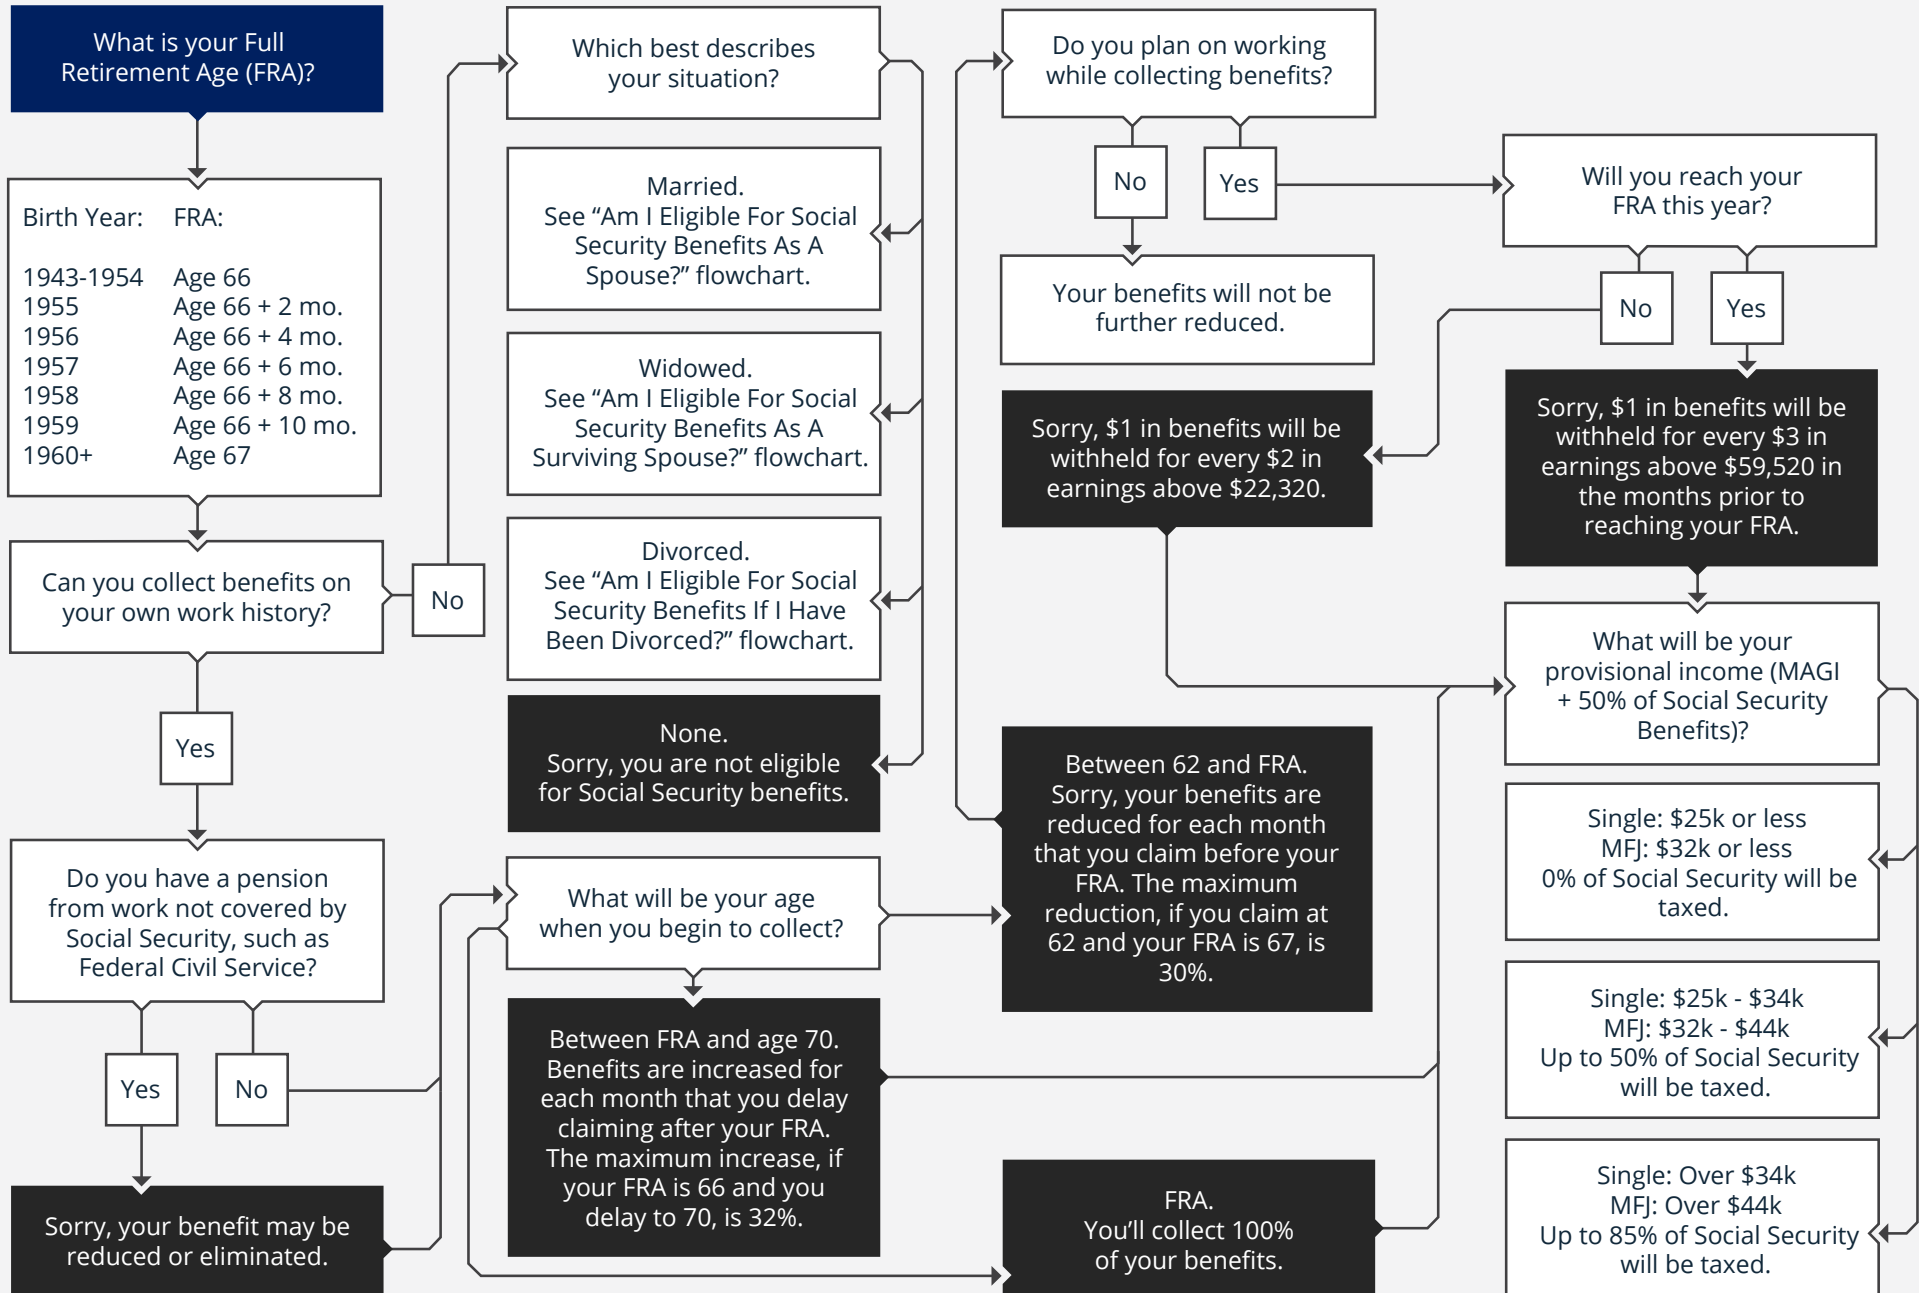 What is your Full
Retirement Age (FRA)?
Birth Year: FRA:
1943-1954 Age 66
1955 Age 66 + 2 mo.
1956 Age 66 + 4 mo.
1957 Age 66 + 6 mo.
1958 Age 66 + 8 mo.
1959 Age 66 + 10 mo.
1960+ Age 67
Can you collect benefits on
your own work history?
No
Yes
Do you have a pension
from work not covered by
Social Security, such as
Federal Civil Service?
Yes
No
Sorry, your benefit may be
reduced or eliminated.
Which best describes
your situation?
Married.
See “Am I Eligible For Social
Security Benefits As A
Spouse?” flowchart.
Widowed.
See “Am I Eligible For Social
Security Benefits As A
Surviving Spouse?” flowchart.
Divorced.
See “Am I Eligible For Social
Security Benefits If I Have
Been Divorced?” flowchart.
None.
Sorry, you are not eligible
for Social Security benefits.
What will be your age
when you begin to collect?
Between FRA and age 70.
Benefits are increased for
each month that you delay
claiming after your FRA.
The maximum increase, if
your FRA is 66 and you
delay to 70, is 32%.
Do you plan on working
while collecting benefits?
No
Yes
Your benefits will not be
further reduced.
Sorry, $1 in benefits will be
withheld for every $2 in
earnings above $22,320.
Between 62 and FRA.
Sorry, your benefits are
reduced for each month
that you claim before your
FRA. The maximum
reduction, if you claim at
62 and your FRA is 67, is
30%.
FRA.
You’ll collect 100%
of your benefits.
Will you reach your
FRA this year?
No
Yes
Sorry, $1 in benefits will be
withheld for every $3 in
earnings above $59,520 in
the months prior to
reaching your FRA.
What will be your
provisional income (MAGI
+ 50% of Social Security
Benefits)?
Single: $25k or less
MFJ: $32k or less
0% of Social Security will be
taxed.
Single: $25k - $34k
MFJ: $32k - $44k
Up to 50% of Social Security
will be taxed.
Single: Over $34k
MFJ: Over $44k
Up to 85% of Social Security
will be taxed.